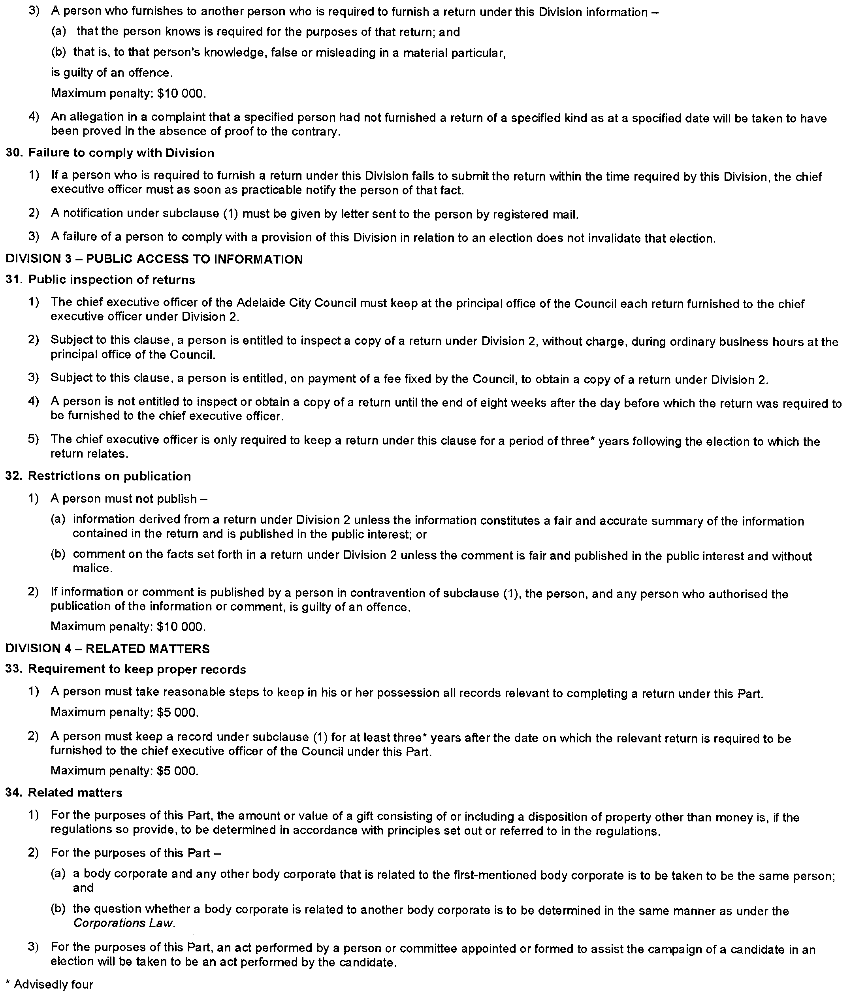 3) A person who furnishes to another person who is required to furnish a return under this Division information –
(a) that the person knows is required for the purposes of that return; and
(b) that is, to that person's knowledge, false or misleading in a material particular,
is guilty of an offence.
Maximum penalty: $10 000.
4) An allegation in a complaint that a specified person had not furnished a return of a specified kind as at a specified date will be taken to have
been proved in the absence of proof to the contrary.
30. Failure to comply with Division
1) If a person who is required to furnish a return under this Division fails to submit the return within the time required by this Division, the chief
executive officer must as soon as practicable notify the person of that fact.
2) A notification under subclause (1) must be given by letter sent to the person by registered mail.
3) A failure of a person to comply with a provision of this Division in relation to an election does not invalidate that election.
DIVISION 3 – PUBLIC ACCESS TO INFORMATION
31. Public inspection of returns
1) The chief executive officer of the Adelaide City Council must keep at the principal office of the Council each return furnished to the chief
executive officer under Division 2.
2) Subject to this clause, a person is entitled to inspect a copy of a return under Division 2, without charge, during ordinary business hours at the
principal office of the Council.
3) Subject to this clause, a person is entitled, on payment of a fee fixed by the Council, to obtain a copy of a return under Division 2.
4) A person is not entitled to inspect or obtain a copy of a return until the end of eight weeks after the day before which the return was required to
be furnished to the chief executive officer.
5) The chief executive officer is only required to keep a return under this clause for a period of three* years following the election to which the
return relates.
32. Restrictions on publication
1) A person must not publish –
(a) information derived from a return under Division 2 unless the information constitutes a fair and accurate summary of the information
contained in the return and is published in the public interest; or
(b) comment on the facts set forth in a return under Division 2 unless the comment is fair and published in the public interest and without
malice.
2) If information or comment is published by a person in contravention of subclause (1), the person, and any person who authorised the
publication of the information or comment, is guilty of an offence.
Maximum penalty: $10 000.
DIVISION 4 – RELATED MATTERS
33. Requirement to keep proper records
1) A person must take reasonable steps to keep in his or her possession all records relevant to completing a return under this Part.
Maximum penalty: $5 000.
2) A person must keep a record under subclause (1) for at least three* years after the date on which the relevant return is required to be
furnished to the chief executive officer of the Council under this Part.
Maximum penalty: $5 000.
34. Related matters
1) For the purposes of this Part, the amount or value of a gift consisting of or including a disposition of property other than money is, if the
regulations so provide, to be determined in accordance with principles set out or referred to in the regulations.
2) For the purposes of this Part –
(a) a body corporate and any other body corporate that is related to the first-mentioned body corporate is to be taken to be the same person;
and
(b) the question whether a body corporate is related to another body corporate is to be determined in the same manner as under the
Corporations Law.
3) For the purposes of this Part, an act performed by a person or committee appointed or formed to assist the campaign of a candidate in an
election will be taken to be an act performed by the candidate.
* Advisedly four